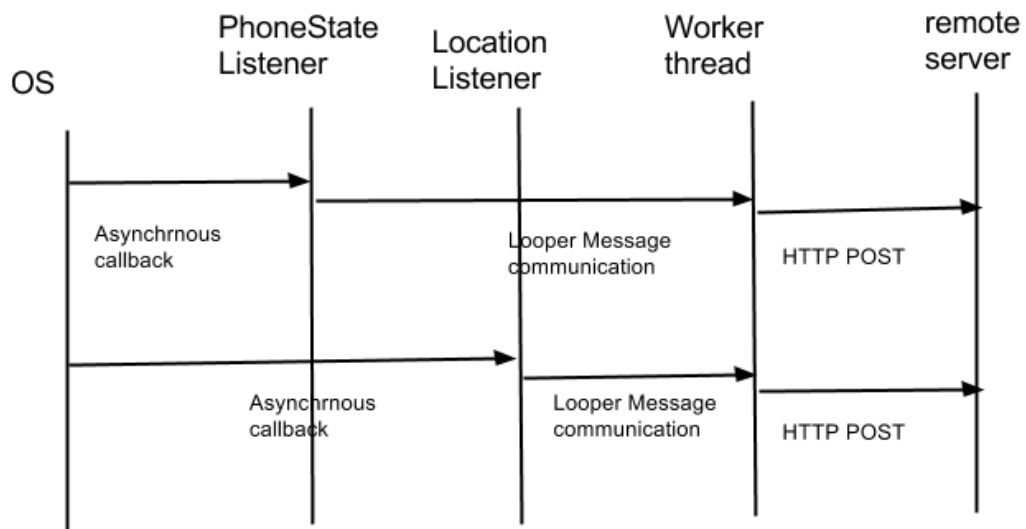 OS
PhoneState
Listener
Location
Listener
Worker
thread
remote
server
Asynchrnous
callback
Looper Message
communication
HTTP POST
Asynchrnous
callback
Looper Message
communication
HTTP POST